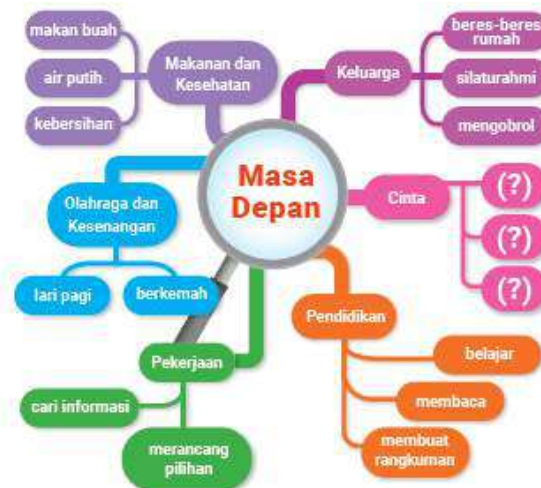 Masa
Depan
Makanan dan
Kesehatan
makan buah
air putih
kebersihan
Keluarga
beres-beres
rumah
silaturahmi
mengobrol
Cinta
(?)
(?)
(?)
Pendidikan
belajar
membaca
membuat
rangkuman
Pekerjaan
cari informasi
merancang
pilihan
Olahraga dan
Kesenangan
lari pagi
berkemah